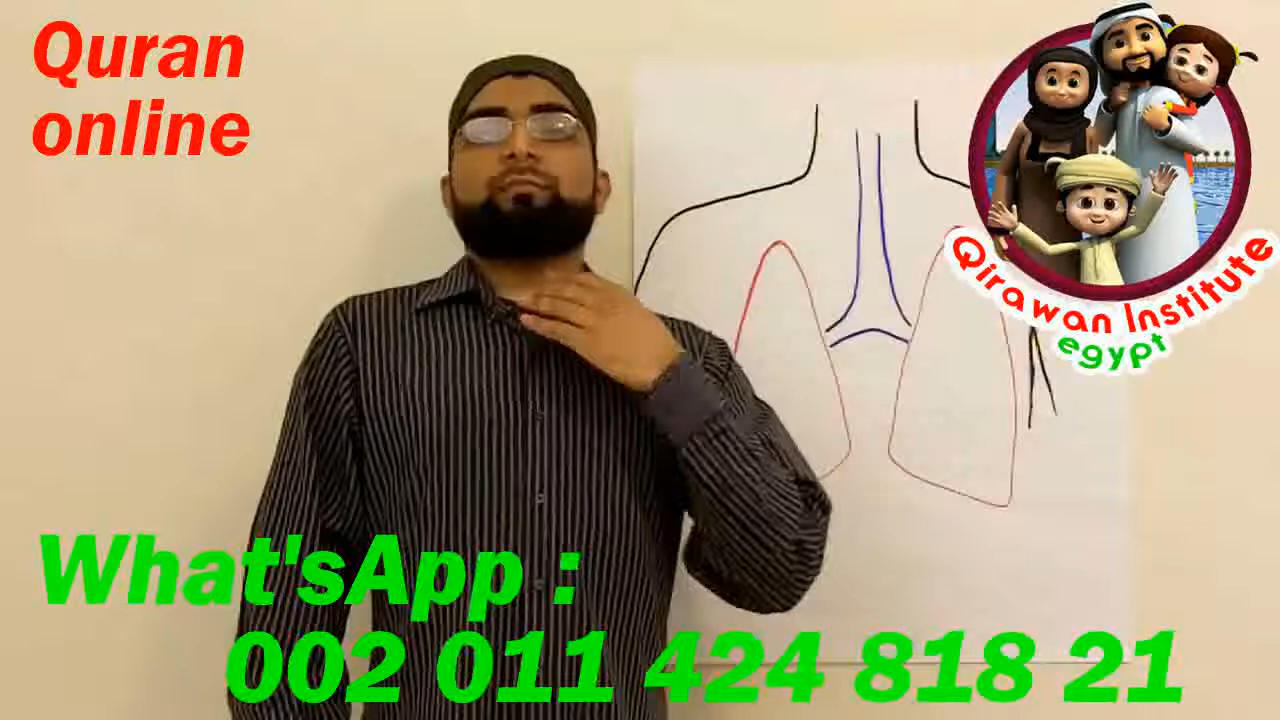 Quran
online
Qirawan Institute
egypt
What'sApp :
002 011 424 818 21